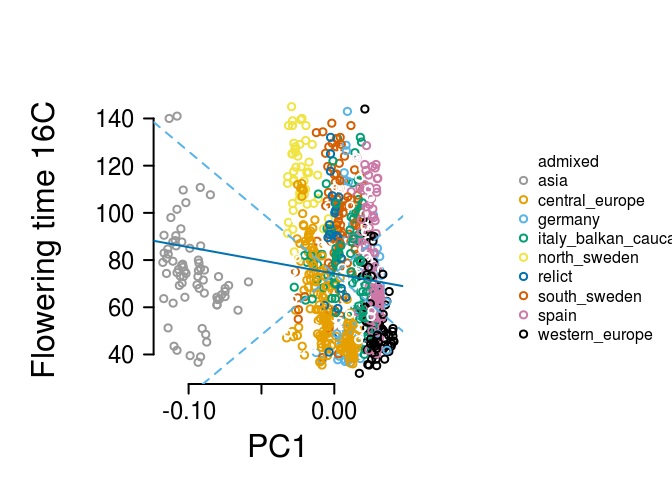 Flowering time 16C
140
120
100
80
60
40
-0.10
0.00
PC1
admixed
asia
central_europe
germany
italy_balkan_cauca
north_sweden
relict
south_sweden
spain
western_europe